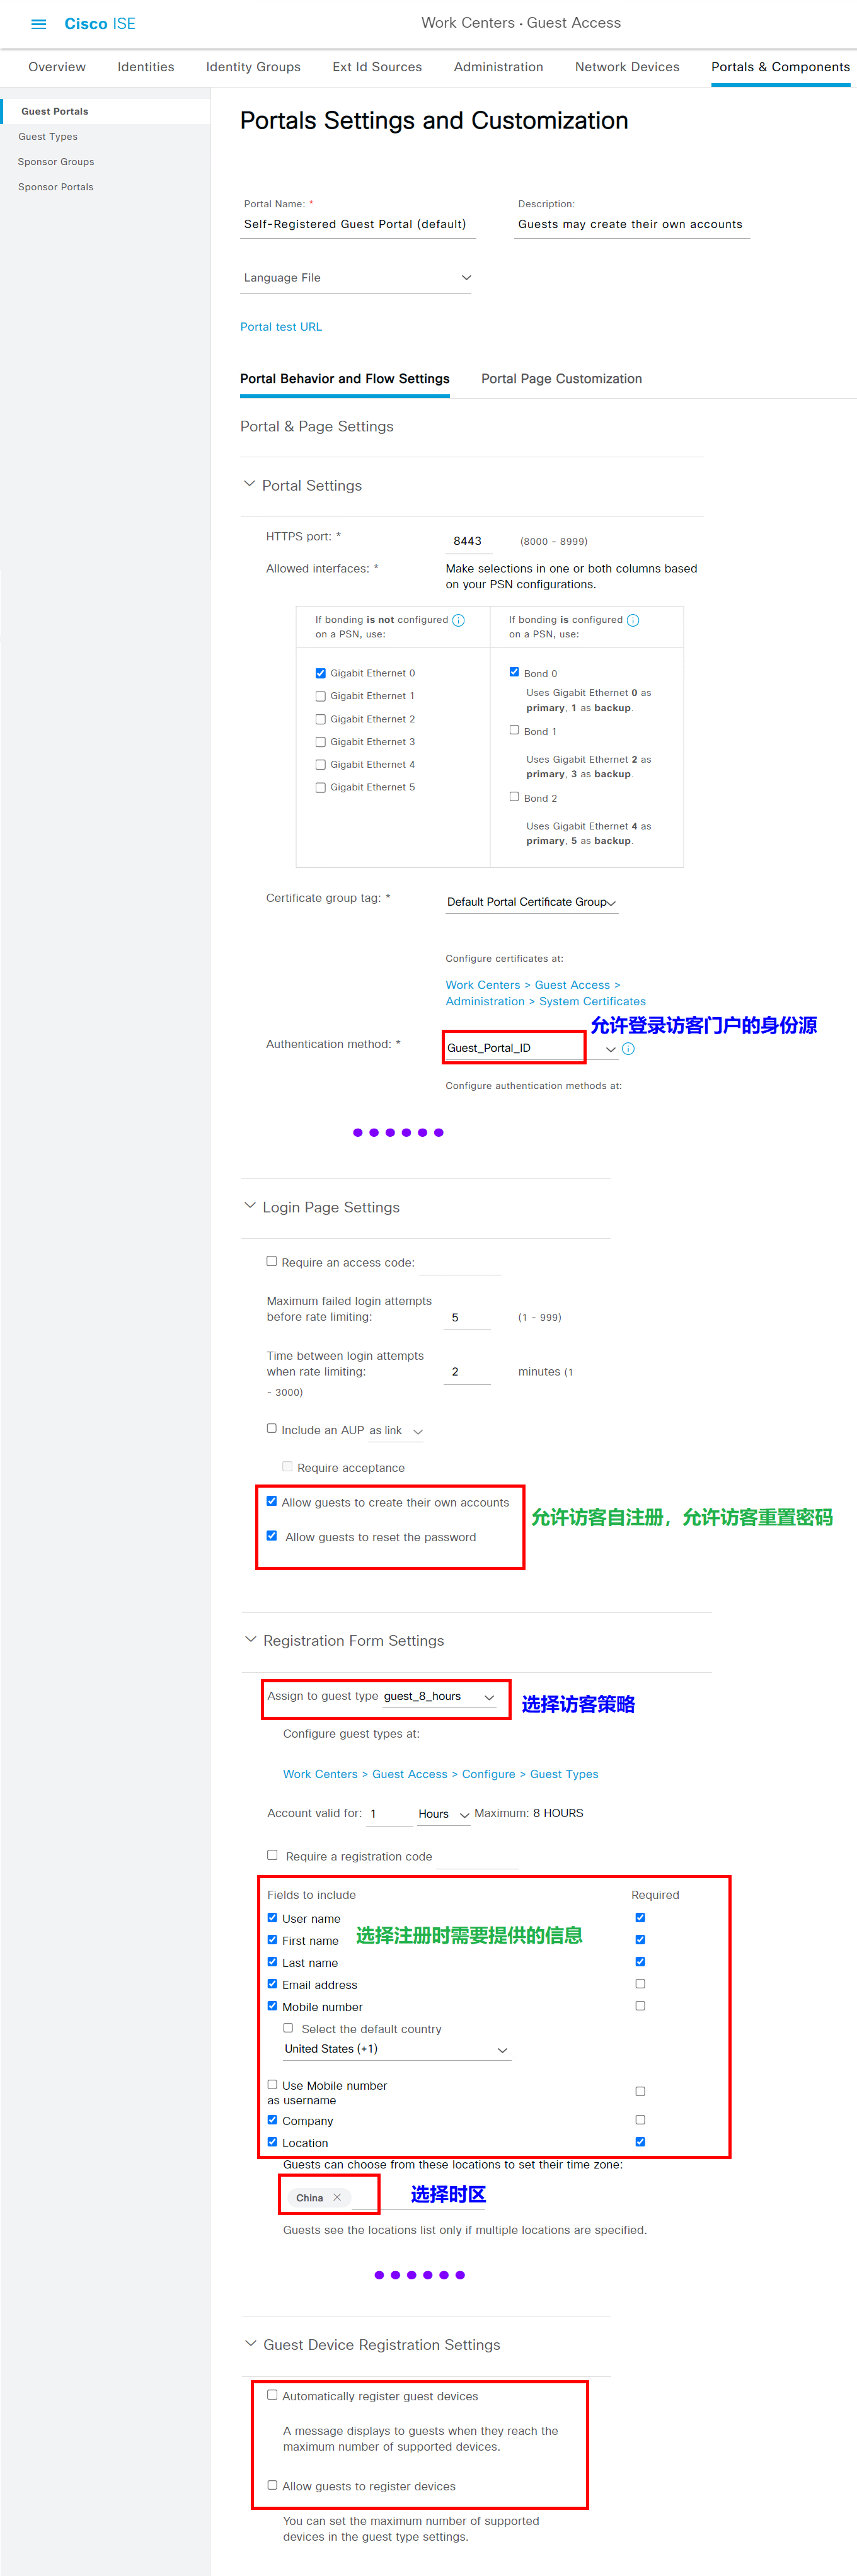 Cisco ISE
Work Centers · Guest Access
Overview Identities Identity Groups Ext Id Sources Administration Network Devices Portals & Components
Guest Portals
Guest Types
Sponsor Groups
Sponsor Portals
Portals Settings and Customization
Portal Name: * Description:
Self-Registered Guest Portal (default) Guests may create their own accounts
Language File
Portal test URL
Portal Behavior and Flow Settings Portal Page Customization
Portal & Page Settings
Portal Settings
HTTPS port: * 8443 (8000 - 8999)
Allowed interfaces: * Make selections in one or both columns based
on your PSN configurations.
If bonding is not configured
on a PSN, use:
Gigabit Ethernet 0
Gigabit Ethernet 1
Gigabit Ethernet 2
Gigabit Ethernet 3
Gigabit Ethernet 4
Gigabit Ethernet 5
If bonding is configured
on a PSN, use:
Bond 0
Uses Gigabit Ethernet 0 as
primary, 1 as backup.
Bond 1
Uses Gigabit Ethernet 2 as
primary, 3 as backup.
Bond 2
Uses Gigabit Ethernet 4 as
primary, 5 as backup.
Certificate group tag: * Default Portal Certificate Group
Configure certificates at:
Work Centers > Guest Access >
Administration > System Certificates
允许登录访客门户的身份源
Authentication method: * Guest_Portal_ID
Configure authentication methods at:
Login Page Settings
Require an access code:
Maximum failed login attempts
before rate limiting: 5 (1 - 999)
Time between login attempts
when rate limiting: 2 minutes (1
- 3000)
Include an AUP as link
Require acceptance
Allow guests to create their own accounts
允许访客自注册，允许访客重置密码
Allow guests to reset the password
Registration Form Settings
Assign to guest type guest_8_hours 选择访客策略
Configure guest types at:
Work Centers > Guest Access > Configure > Guest Types
Account valid for: 1 Hours Maximum: 8 HOURS
Require a registration code
Fields to include Required
User name
First name 选择注册时需要提供的信息
Last name
Email address
Mobile number
Select the default country
United States (+1)
Use Mobile number
as username
Company
Location
Guests can choose from these locations to set their time zone:
China 选择时区
Guests see the locations list only if multiple locations are specified.
Guest Device Registration Settings
Automatically register guest devices
A message displays to guests when they reach the
maximum number of supported devices.
Allow guests to register devices
You can set the maximum number of supported
devices in the guest type settings.